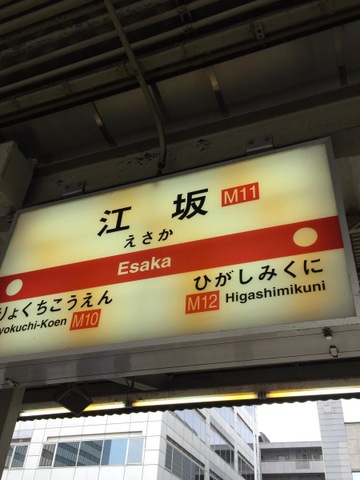 江坂 M11
えさか
Esaka
りょくちこうえん
yokuchi-Koen M10
ひがしみくに
M12 Higashimikuni